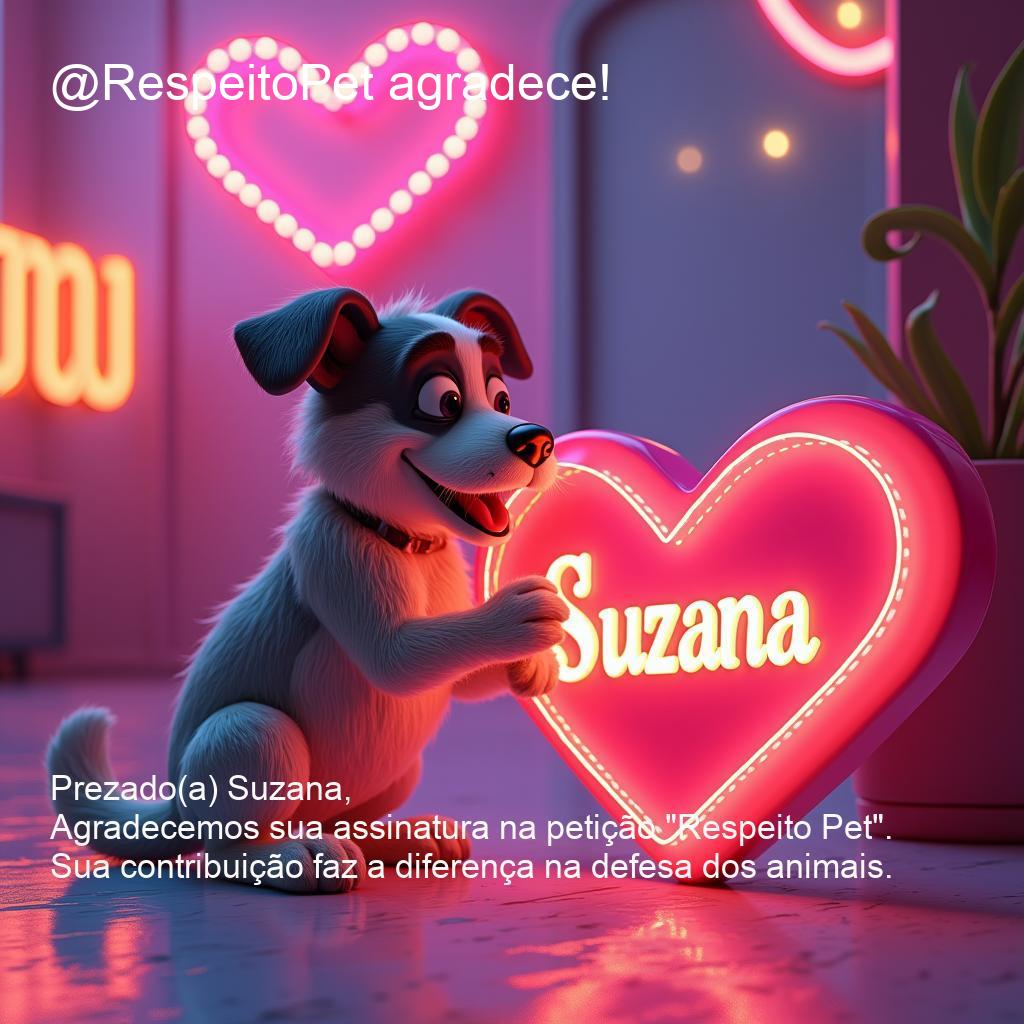 @RespeitoPet agradece!
Suzana
Prezado(a) Suzana,
Agradecemos sua assinatura na petição "Respeito Pet".
Sua contribuição faz a diferença na defesa dos animais.